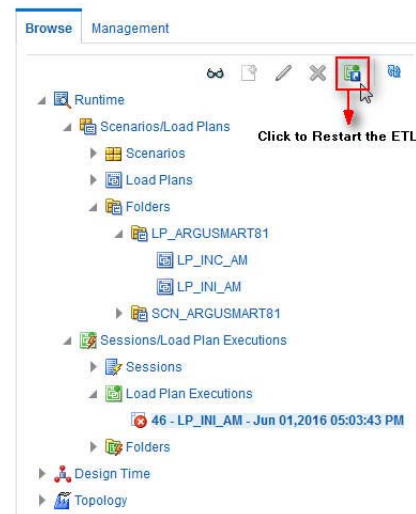 Browse Management
Runtime
Scenarios/Load Plans
Click to Restart the ETL
Scenarios
Load Plans
Folders
LP_ARGUSMART81
LP_INC_AM
LP_INI_AM
SCN_ARGUSMART81
Sessions/Load Plan Executions
Sessions
Load Plan Executions
46 - LP_INI_AM - Jun 01,2016 05:03:43 PM
Folders
Design Time
Topology